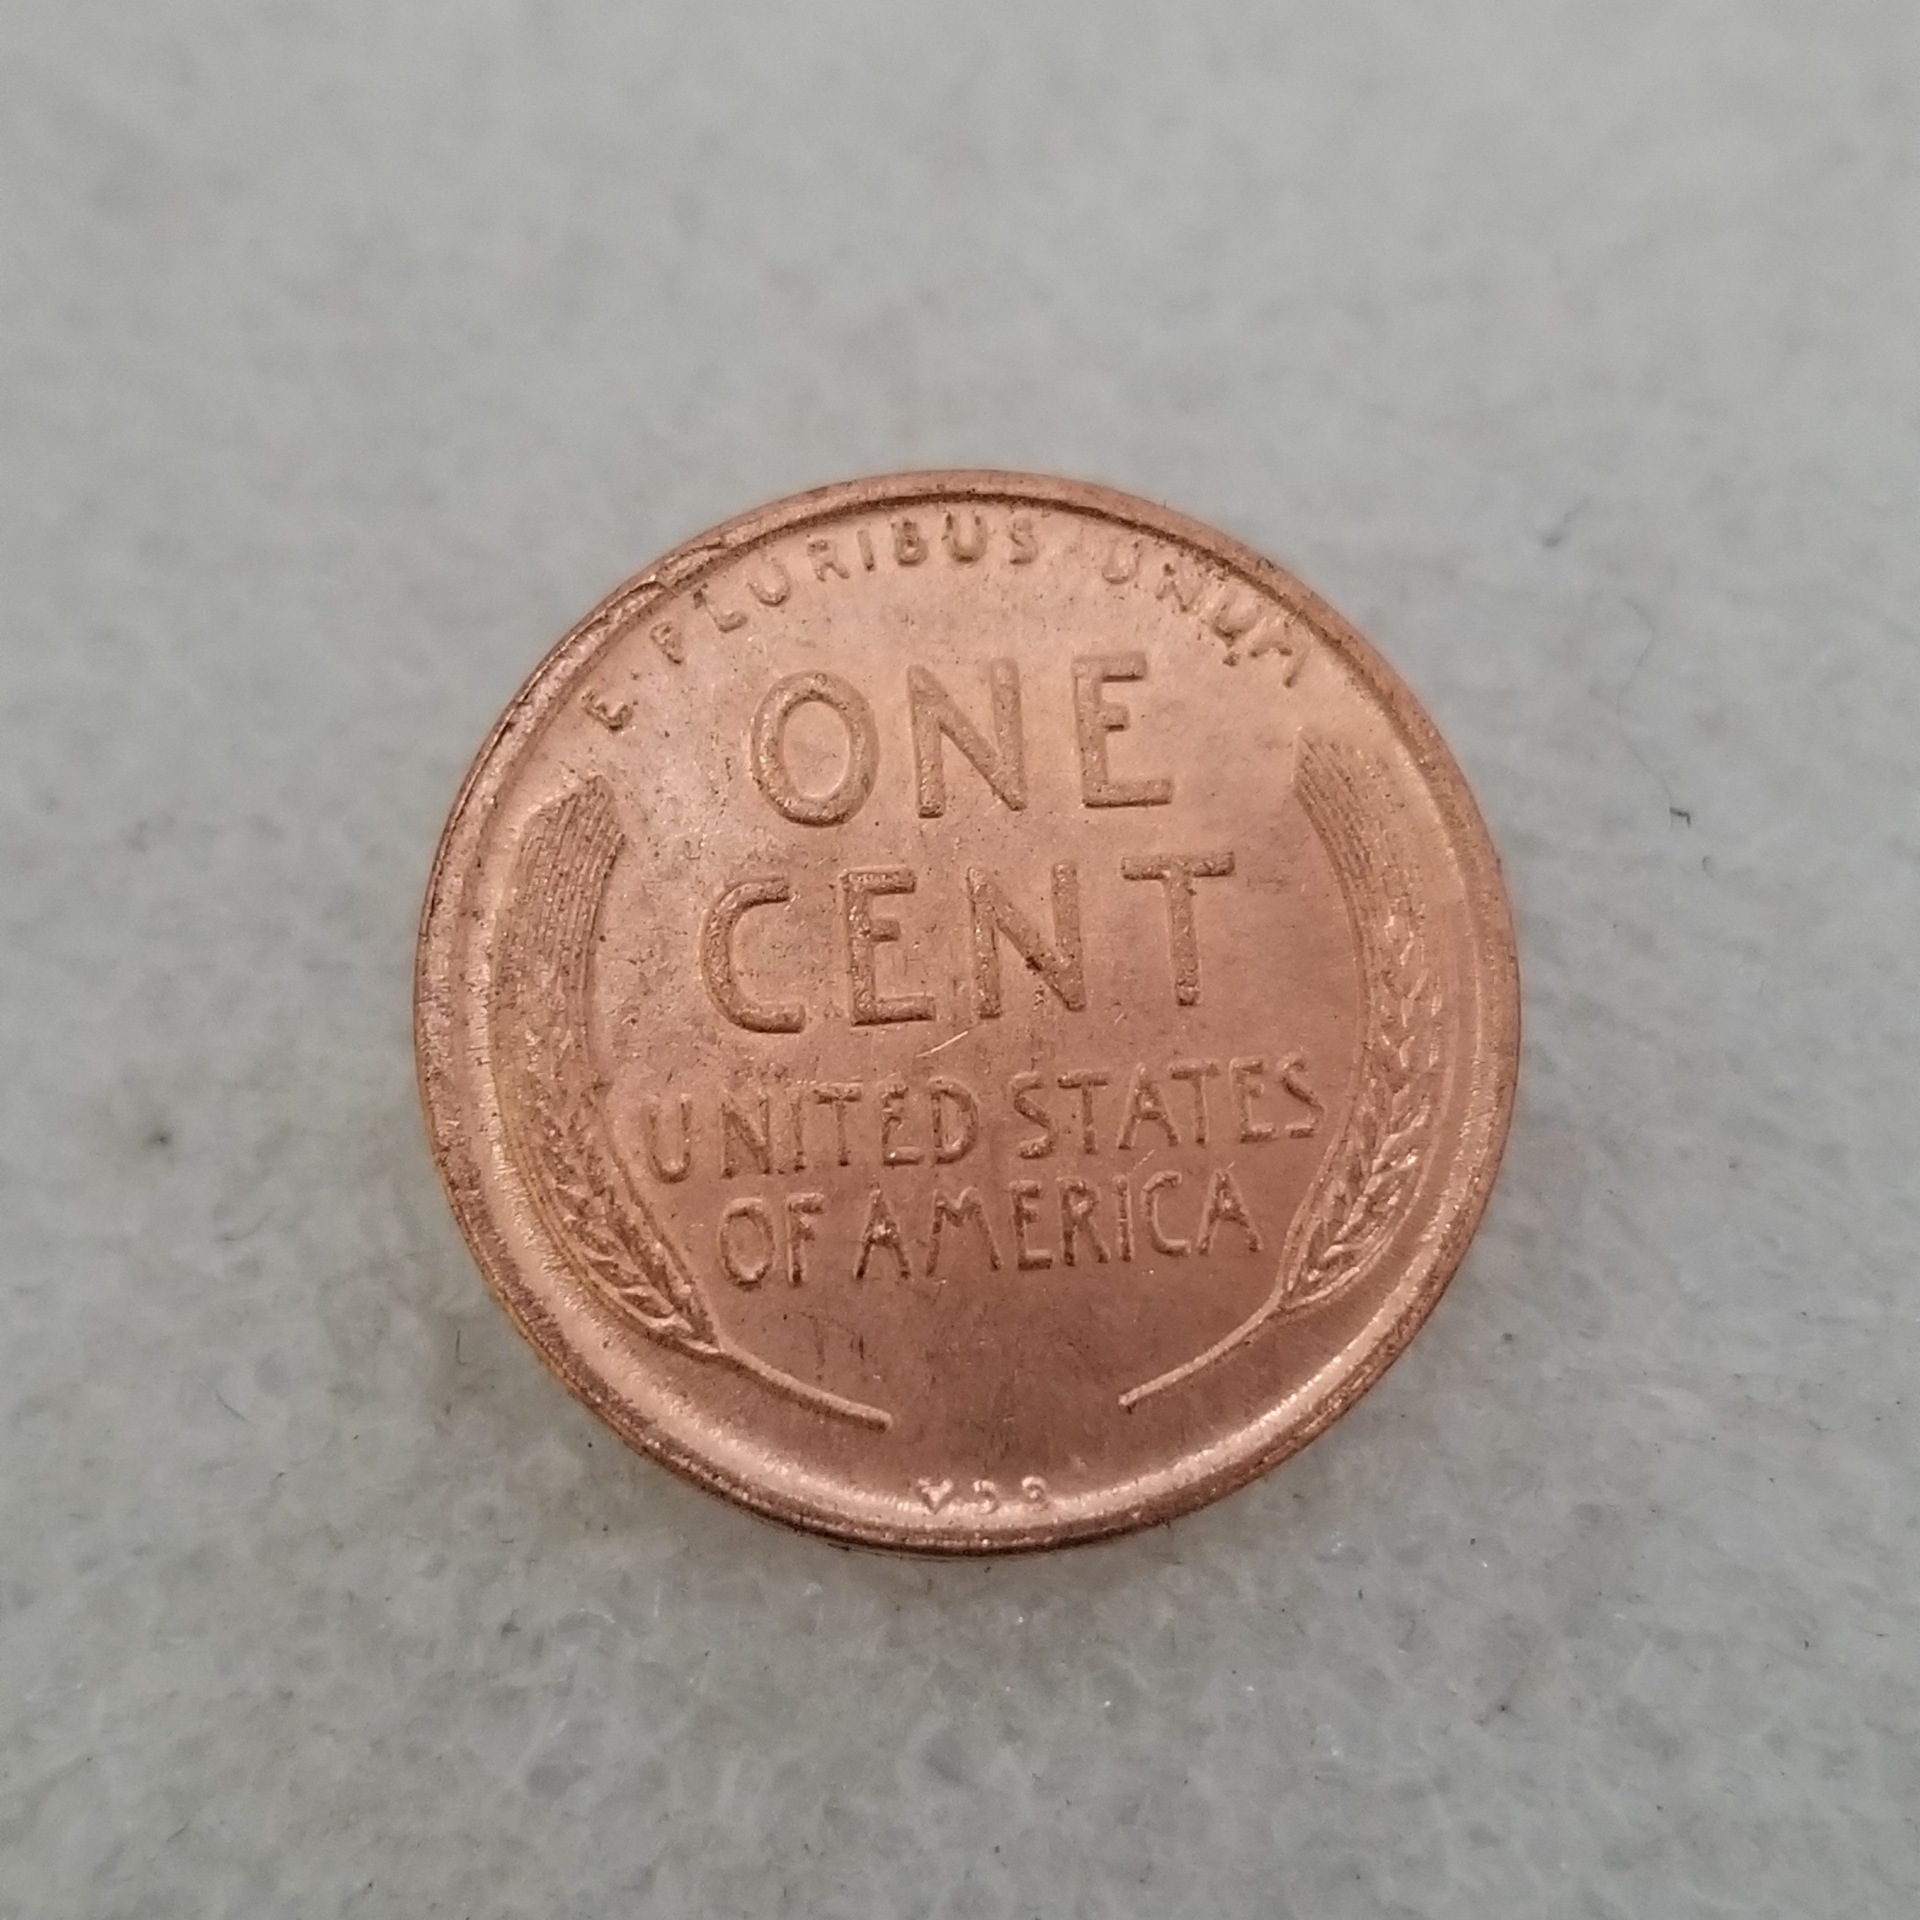 E PLURIBUS UNUM
ONE
CENT
UNITED STATES
OF AMERICA